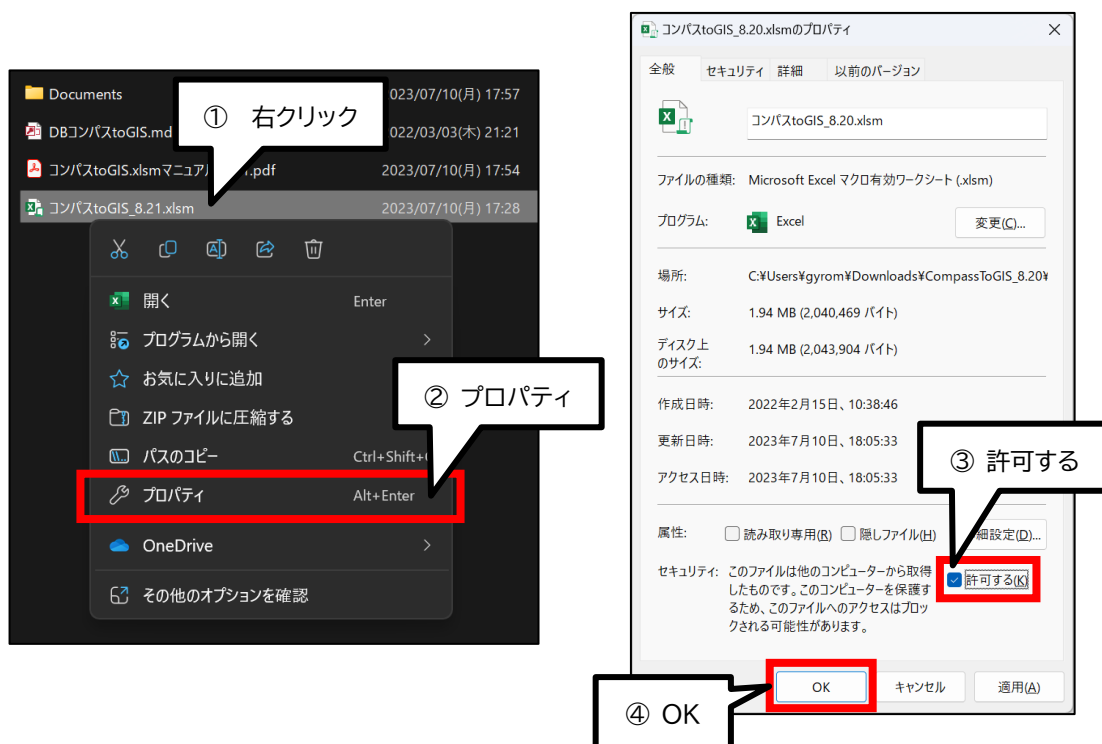 Documents
023/07/10(月) 17:57
① 右クリック
DBコンパスtoGIS.md
022/03/03(木) 21:21
コンパスtoGIS.xlsmマニュアル
.pdf
2023/07/10(月) 17:54
コンパスtoGIS_8.21.xlsm
2023/07/10(月) 17:28
開く
Enter
プログラムから開く
お気に入りに追加
② プロパティ
ZIP ファイルに圧縮する
パスのコピー
Ctrl+Shift+
プロパティ
Alt+Enter
OneDrive
その他のオプションを確認
コンパスtoGIS_8.20.xlsmのプロパティ
全般
セキュリティ
詳細
以前のバージョン
コンパスtoGIS_8.20.xlsm
ファイルの種類:
Microsoft Excel マクロ有効ワークシート (.xlsm)
プログラム:
Excel
変更(C)...
場所:
C:¥Users¥gyrom¥Downloads¥CompassToGIS_8.20¥
サイズ:
1.94 MB (2,040,469 バイト)
ディスク上
のサイズ:
1.94 MB (2,043,904 バイト)
作成日時:
2022年2月15日、10:38:46
更新日時:
2023年7月10日、18:05:33
アクセス日時:
2023年7月10日、18:05:33
③ 許可する
属性:
読み取り専用(R)
隠しファイル(H)
細設定(D)...
セキュリティ:
このファイルは他のコンピューターから取得
したものです。このコンピューターを保護す
るため、このファイルへのアクセスはブロッ
クされる可能性があります。
許可する(K)
OK
キャンセル
適用(A)
④ OK